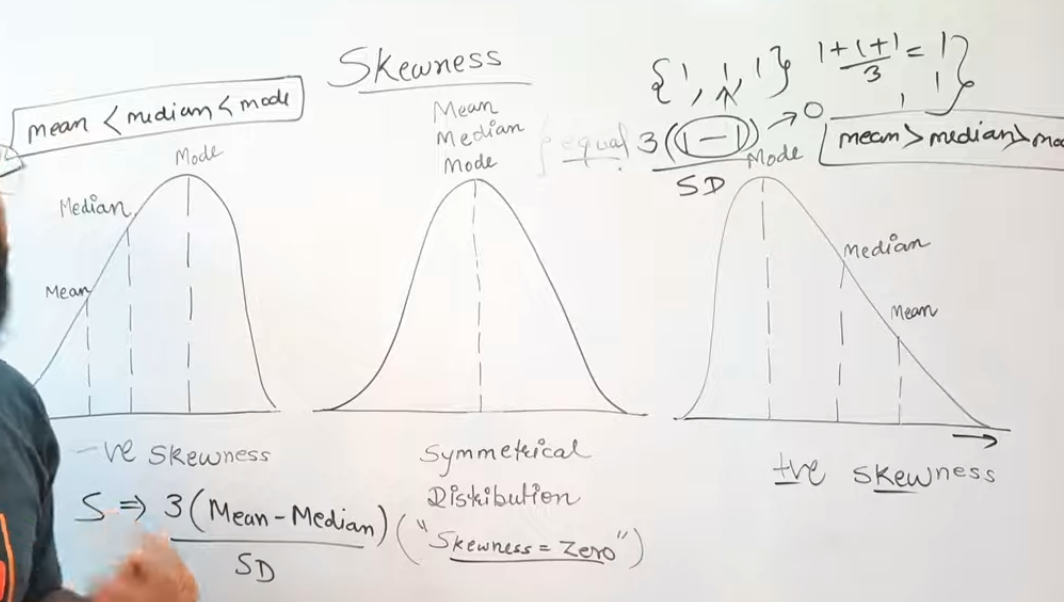 Skewness
mean < median < mode
Mean
Median
Mode
{1, 1, 1} 1+1+1 = 1
3
equal 3(1-1) → 0
SD
mean > median > mo
Mode
Median
Mean
Mode
Median
Mean
-ve skewness
Symmetrical
Distribution
("Skewness = Zero")
+ve skewness
S ⇒ 3(Mean - Median)
SD